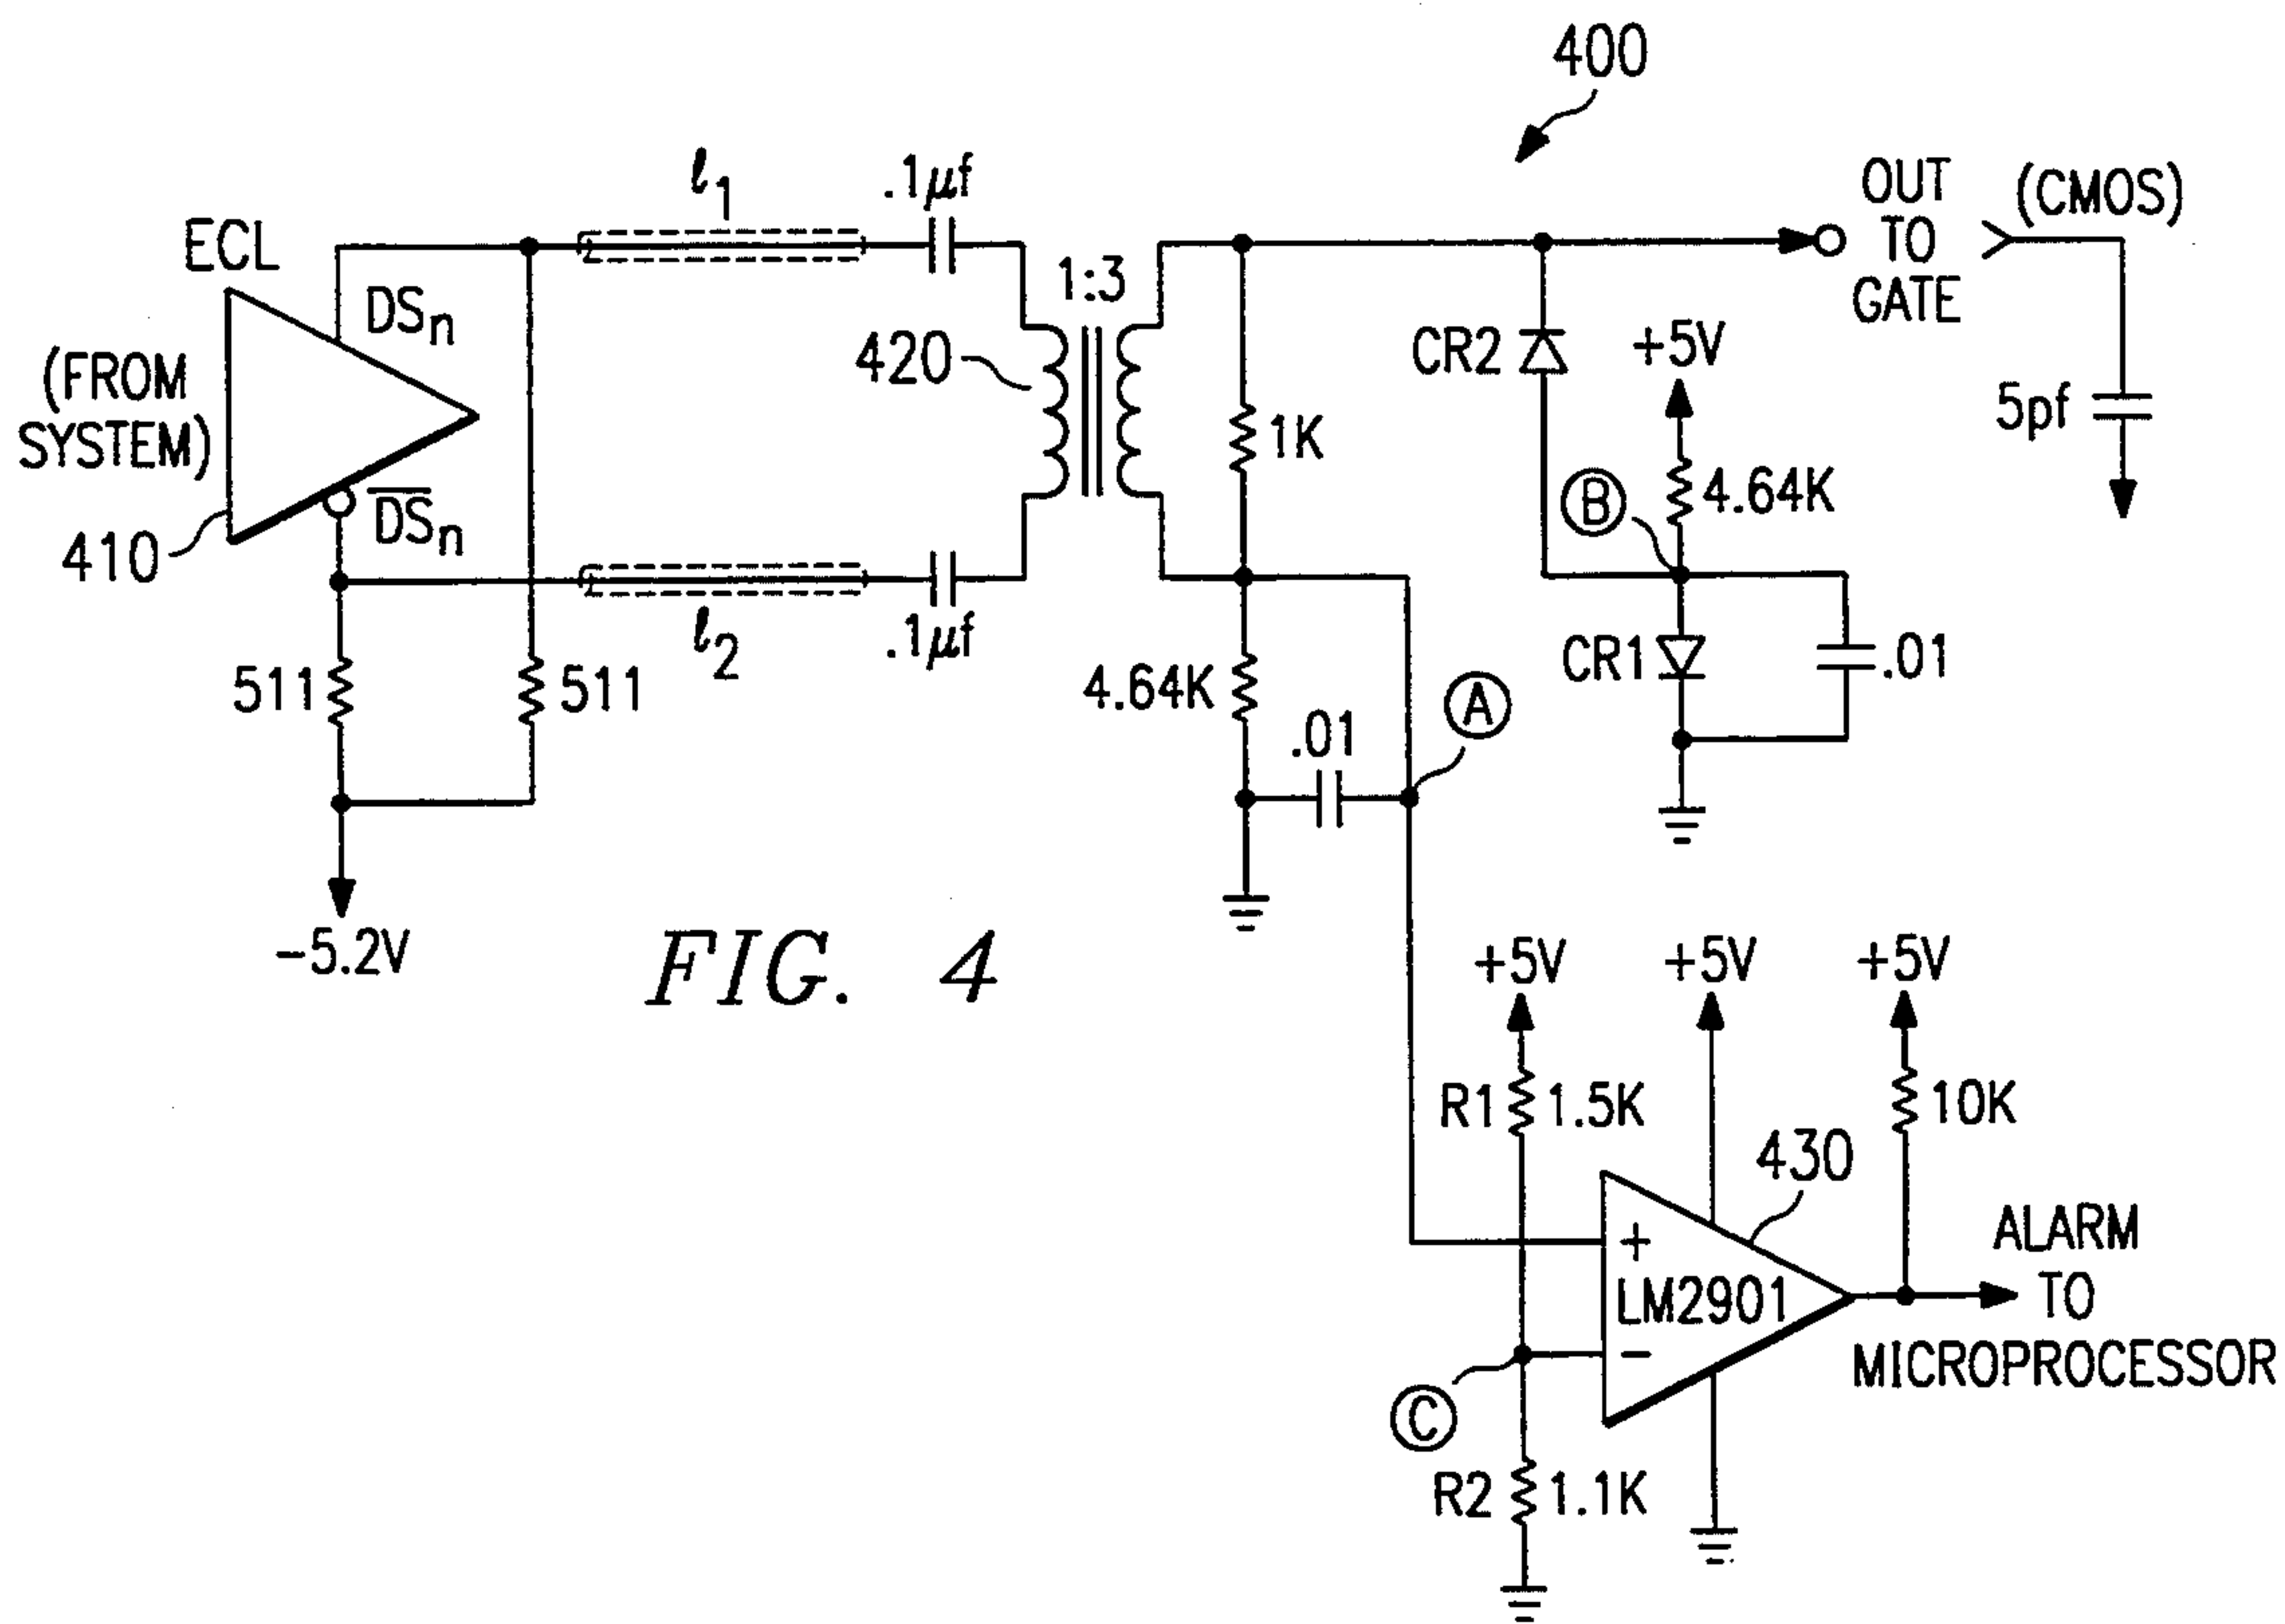 400
ℓ1
.1μf
OUT
TO
GATE
(CMOS)
ECL
DSn
1:3
(FROM
SYSTEM)
420
CR2
+5V
1K
5pf
4.64K
B
410
D̅S̅n
ℓ2
.1μf
511
511
4.64K
CR1
.01
A
.01
-5.2V
FIG. 4
+5V
+5V
+5V
R1
1.5K
10K
430
ALARM
TO
MICROPROCESSOR
+
LM2901
-
C
R2
1.1K